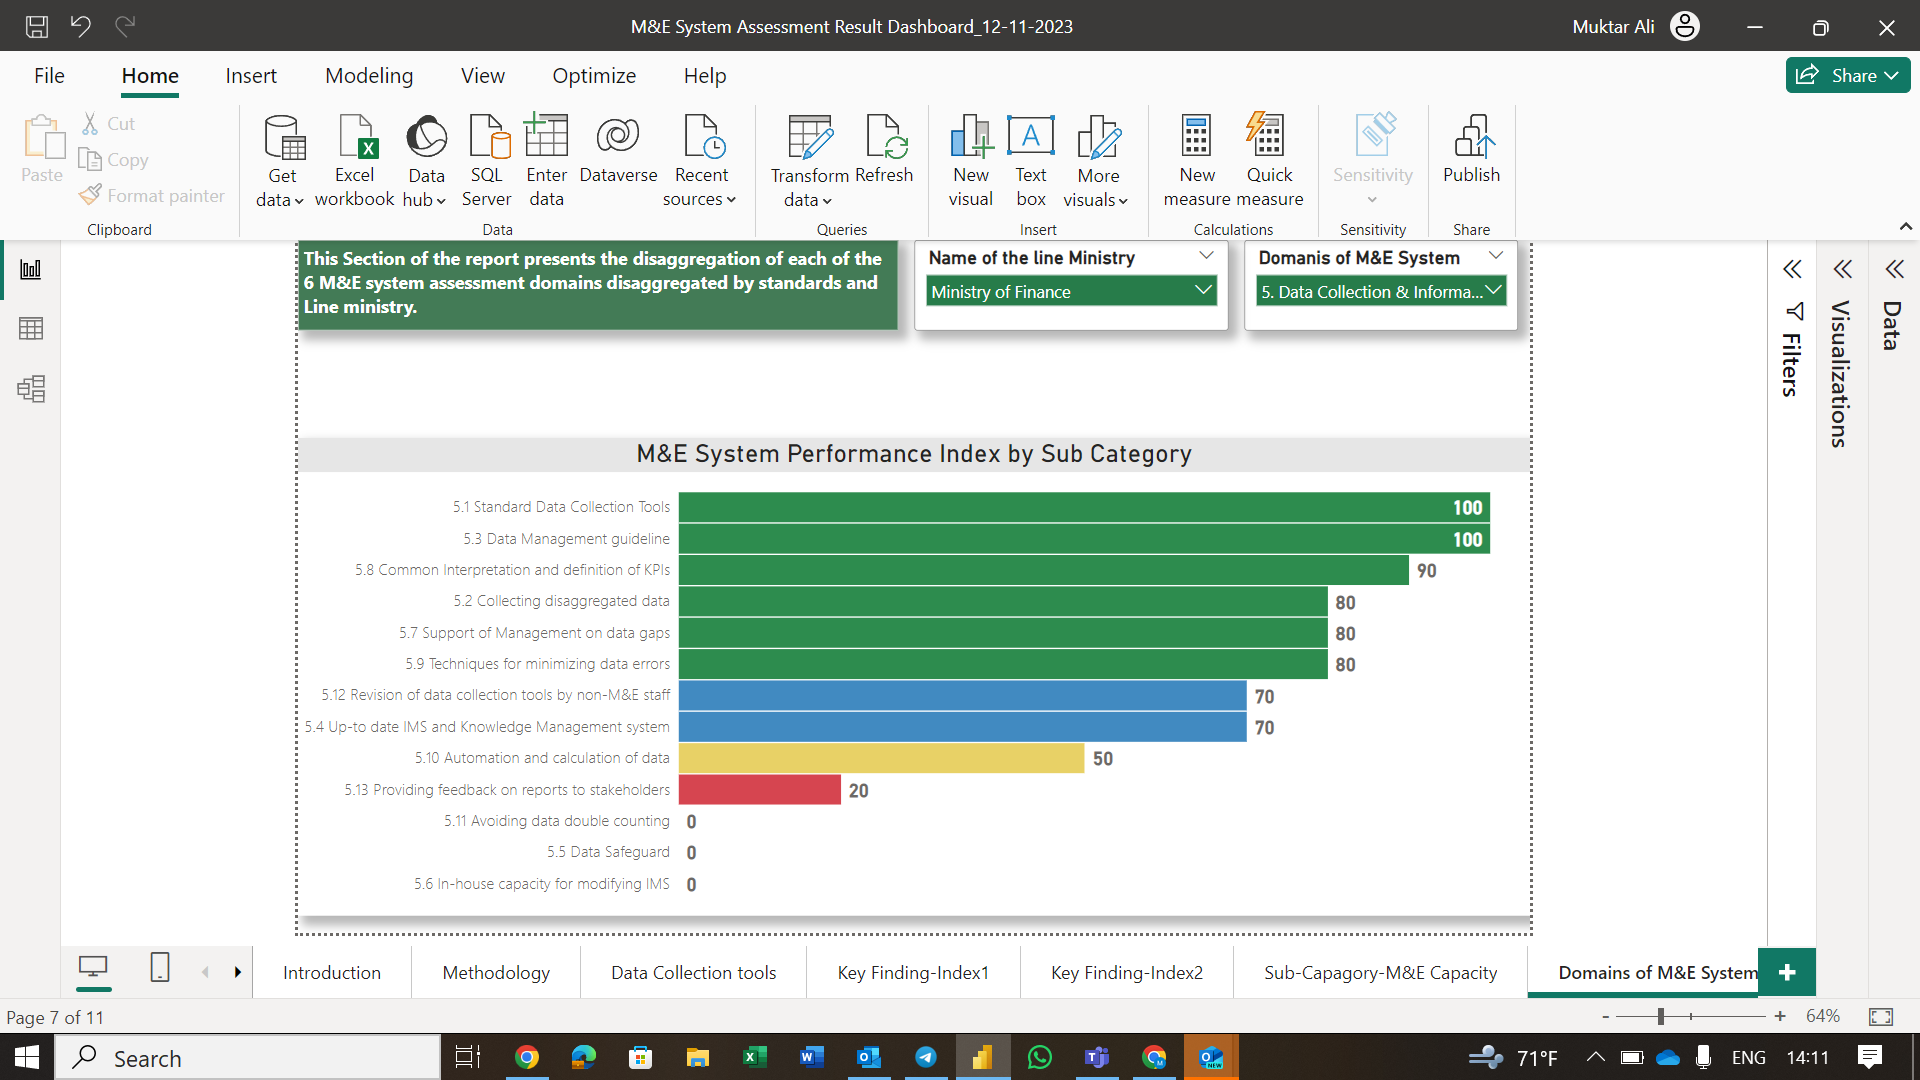 M&E System Assessment Result Dashboard_12-11-2023
Muktar Ali
File
Home
Insert
Modeling
View
Optimize
Help
Share
Paste
Cut
Copy
Format painter
Clipboard
Get data
Excel workbook
Data hub
SQL Server
Enter data
Dataverse
Recent sources
Data
Transform data
Refresh
Queries
New visual
Text box
More visuals
Insert
New measure
Quick measure
Calculations
Sensitivity
Sensitivity
Publish
Share
This Section of the report presents the disaggregation of each of the
6 M&E system assessment domains disaggregated by standards and
Line ministry.
Name of the line Ministry
Ministry of Finance
Domanis of M&E System
5. Data Collection & Informa...
Filters
Visualizations
Data
M&E System Performance Index by Sub Category
5.1 Standard Data Collection Tools 100
5.3 Data Management guideline 100
5.8 Common Interpretation and definition of KPIs 90
5.2 Collecting disaggregated data 80
5.7 Support of Management on data gaps 80
5.9 Techniques for minimizing data errors 80
5.12 Revision of data collection tools by non-M&E staff 70
5.4 Up-to date IMS and Knowledge Management system 70
5.10 Automation and calculation of data 50
5.13 Providing feedback on reports to stakeholders 20
5.11 Avoiding data double counting 0
5.5 Data Safeguard 0
5.6 In-house capacity for modifying IMS 0
Introduction
Methodology
Data Collection tools
Key Finding-Index1
Key Finding-Index2
Sub-Capagory-M&E Capacity
Domains of M&E System
Page 7 of 11
64%
Search
71°F
ENG
14:11